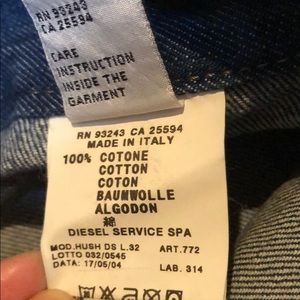 RN 93243
CA 25594
CARE
INSTRUCTION
INSIDE THE
GARMENT
RN 93243 CA 25594
MADE IN ITALY
100% COTONE
COTTON
COTON
BAUMWOLLE
ALGODON
綿
DIESEL SERVICE SPA
MOD.HUSH DS L.32 ART.772
LOTTO 032/0545
DATA: 17/05/04 LAB. 314